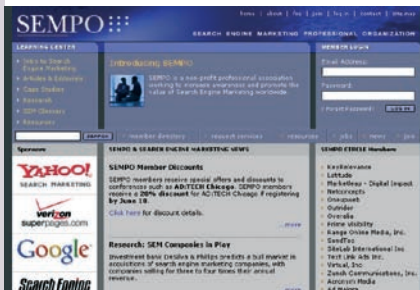 SEMPO
home | about | faq | join | log in | contact | sitemap
SEARCH ENGINE MARKETING PROFESSIONAL ORGANIZATION
LEARNING CENTER
Intro to Search
Engine Marketing
Articles & Editorials
Case Studies
Research
SEM Glossary
Resources
Introducing SEMPO
SEMPO is a non-profit professional association
working to increase awareness and promote the
value of Search Engine Marketing worldwide.
MEMBER Login
Email Address:
Password:
Forgot Password?
LOG IN
SEARCH
member directory
request services
resources
jobs
news
join
Sponsors
YAHOO!
SEARCH MARKETING
verizon
superpages.com
Google
Search Engine
SEMPO & SEARCH ENGINE MARKETING NEWS
SEMPO Member Discounts
SEMPO members receive special offers and discounts to
conferences such as AD:TECH Chicago. SEMPO members
receive a 20% discount for AD:TECH Chicago if registering
by June 10.
Click here for discount details.
...more
Research: SEM Companies in Play
Investment bank DeSilva & Phillips predicts a bull market in
acquisitions of search engine marketing companies, with
companies selling for three to four times their annual
revenue.
...more
SEMPO CIRCLE Members
KeyRelevance
Latitude
Marketleap - Digital Impact
Netconcepts
Oneupweb
Outrider
Overalia
Prime Visibility
Range Online Media, Inc.
SendTec
SiteLab International Inc.
Text Link Ads Inc.
Virtual, Inc.
Zunch Communications, Inc.
Acronym Media